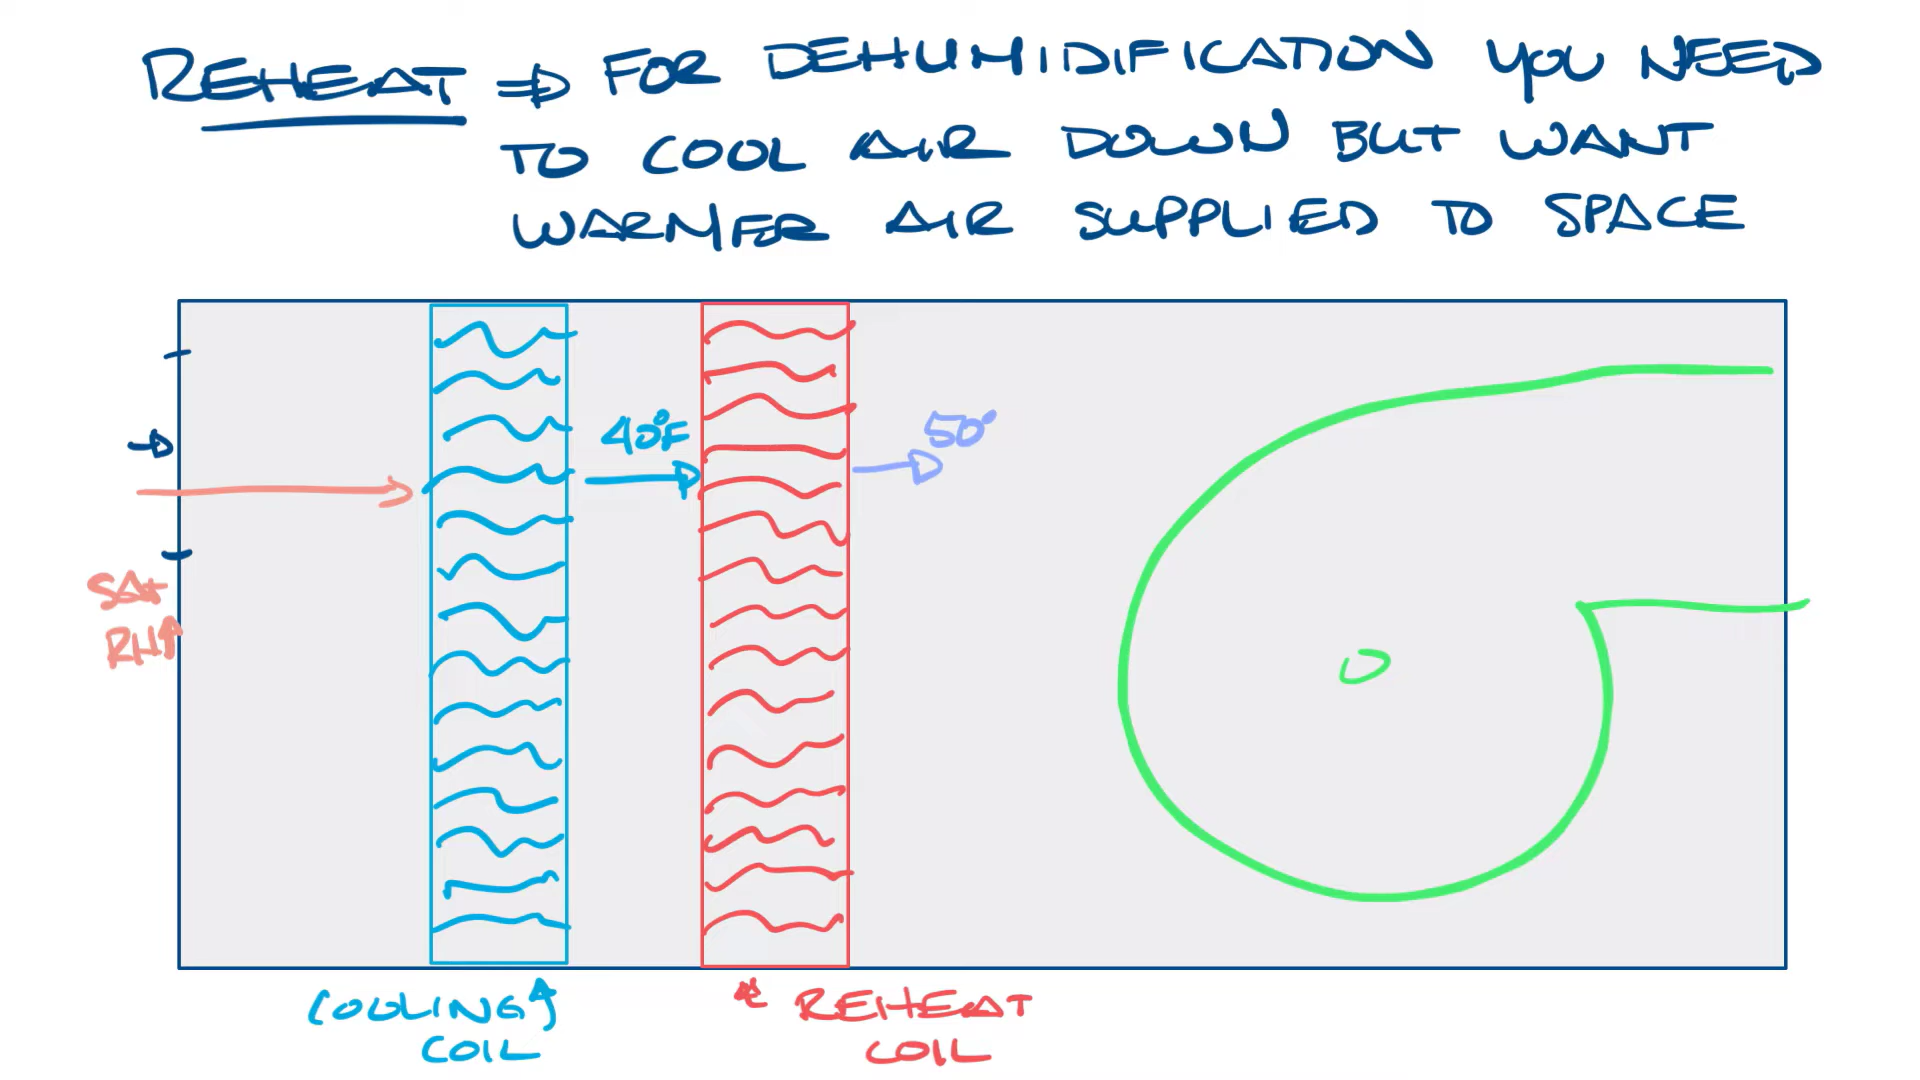 REHEAT ⇒ FOR DEHUMIDIFICATION YOU NEED
TO COOL AIR DOWN BUT WANT
WARMER AIR SUPPLIED TO SPACE
40°F
50°
RH↑
COOLING
COIL
REHEAT
COIL